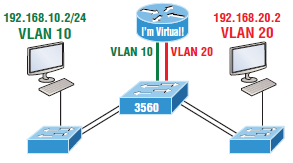 192.168.10.2/24
VLAN 10
I'm Virtual!
192.168.20.2
VLAN 20
VLAN 10
VLAN 20
3560